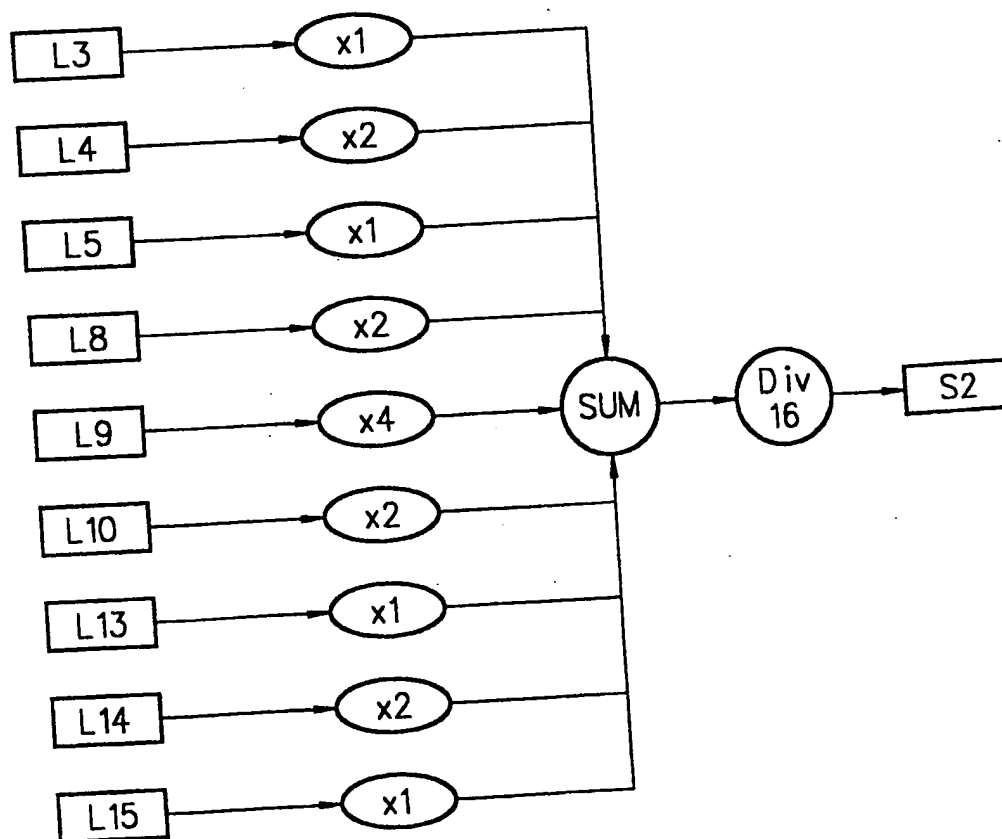 L3 x1
L4 x2
L5 x1
L8 x2
L9 x4 SUM Div 16 S2
L10 x2
L13 x1
L14 x2
L15 x1